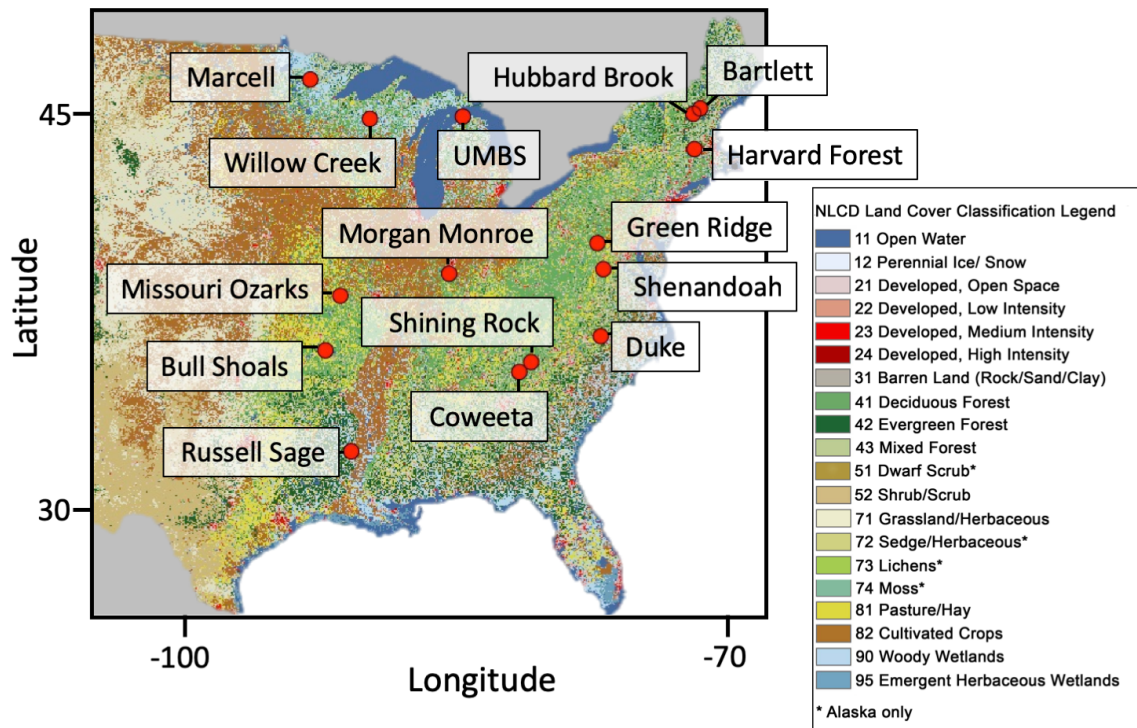 Marcell
Hubbard Brook
Bartlett
45
Willow Creek
UMBS
Harvard Forest
Morgan Monroe
Green Ridge
Missouri Ozarks
Shenandoah
Shining Rock
Bull Shoals
Duke
Coweeta
Russell Sage
30
Latitude
-100
-70
Longitude
NLCD Land Cover Classification Legend
11 Open Water
12 Perennial Ice/ Snow
21 Developed, Open Space
22 Developed, Low Intensity
23 Developed, Medium Intensity
24 Developed, High Intensity
31 Barren Land (Rock/Sand/Clay)
41 Deciduous Forest
42 Evergreen Forest
43 Mixed Forest
51 Dwarf Scrub*
52 Shrub/Scrub
71 Grassland/Herbaceous
72 Sedge/Herbaceous*
73 Lichens*
74 Moss*
81 Pasture/Hay
82 Cultivated Crops
90 Woody Wetlands
95 Emergent Herbaceous Wetlands
* Alaska only